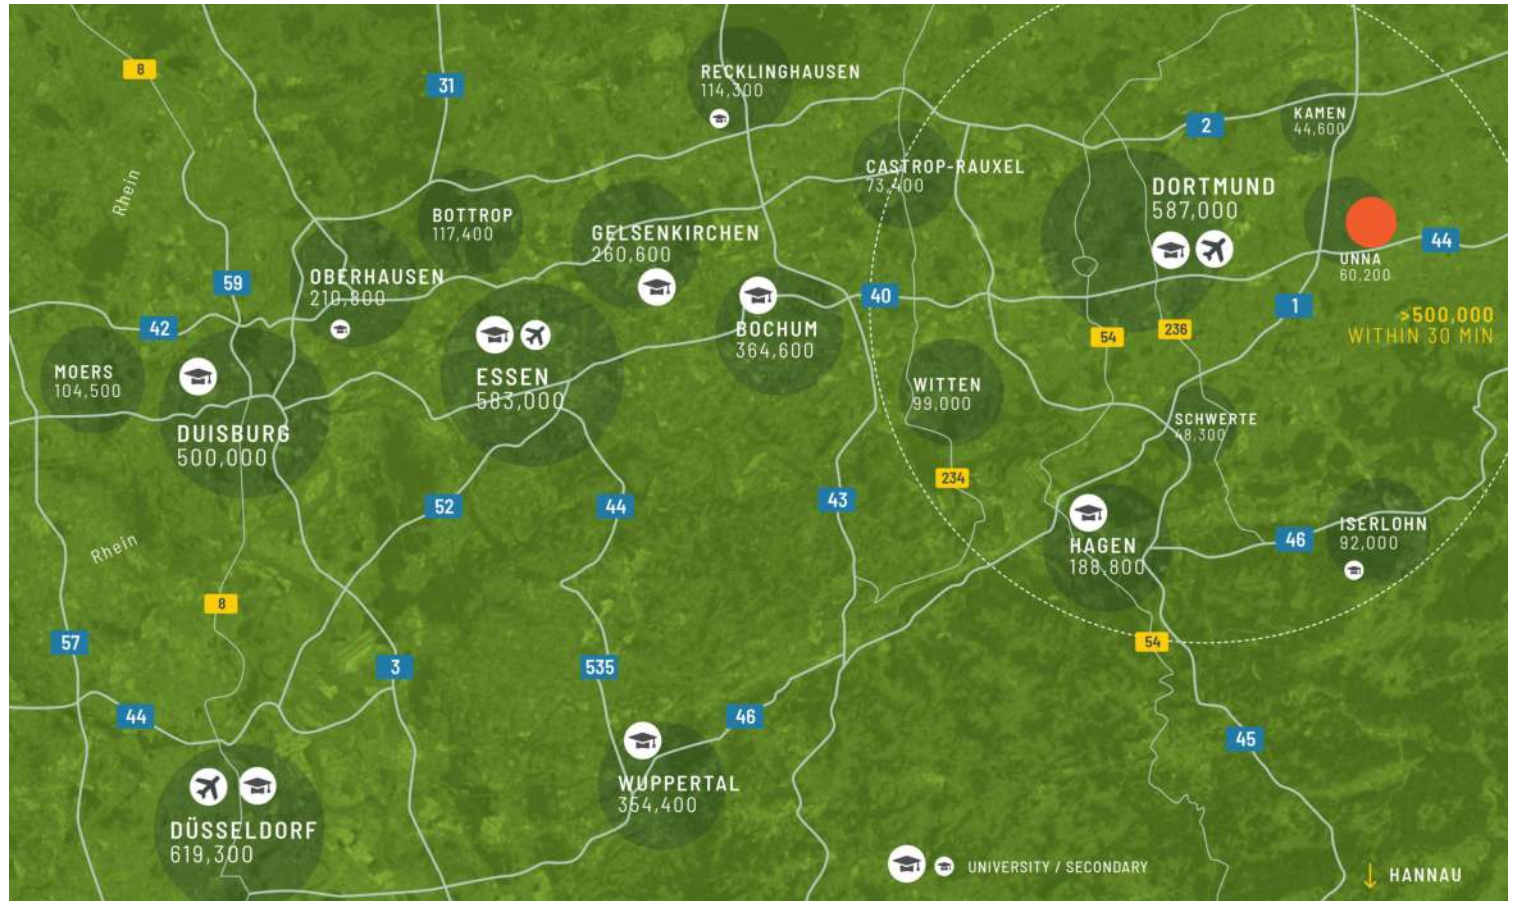 8
31
RECKLINGHAUSEN
114,300
2
KAMEN
44,600
Rhein
CASTROP-RAUXEL
73,400
DORTMUND
587,000
BOTTROP
117,400
GELSENKIRCHEN
260,600
44
UNNA
60,200
59
OBERHAUSEN
210,800
40
1
42
BOCHUM
364,600
54
236
>500,000
WITHIN 30 MIN
MOERS
104,500
ESSEN
583,000
WITTEN
99,000
DUISBURG
500,000
SCHWERTE
48,300
234
52
44
43
Rhein
HAGEN
188,800
46
ISERLOHN
92,000
8
57
3
535
54
44
46
45
WUPPERTAL
354,400
DÜSSELDORF
619,300
UNIVERSITY / SECONDARY
HANNAU